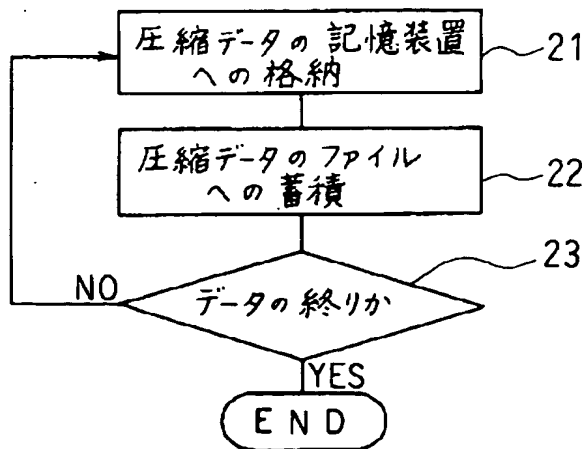 圧縮データの記憶装置
への格納
21
圧縮データのファイル
への蓄積
22
23
データの終りか
NO
YES
END